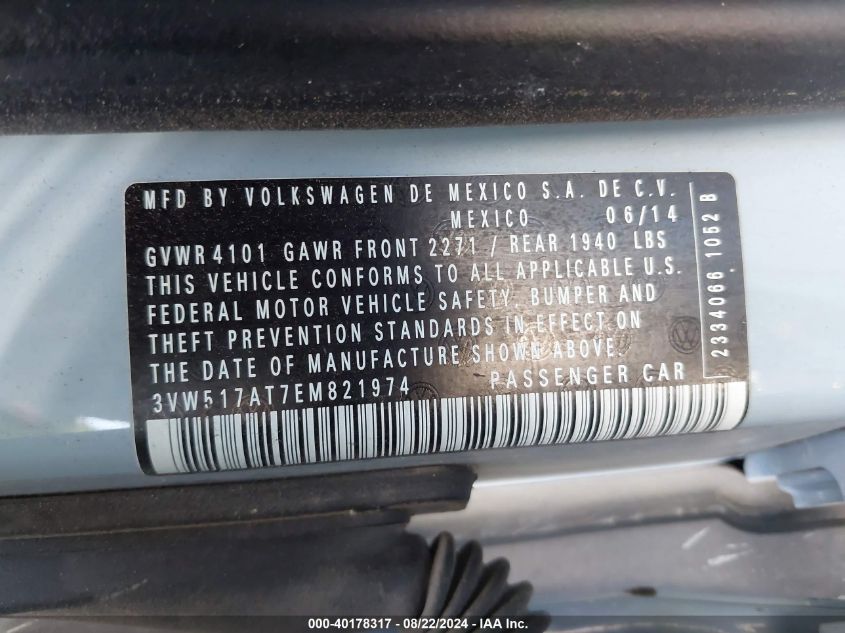 MFD BY VOLKSWAGEN DE MEXICO S.A. DE C.V.
MEXICO 06/14
GVWR 4101 GAWR FRONT 2271 / REAR 1940 LBS
THIS VEHICLE CONFORMS TO ALL APPLICABLE U.S.
FEDERAL MOTOR VEHICLE SAFETY, BUMPER AND
THEFT PREVENTION STANDARDS IN EFFECT ON
THE DATE OF MANUFACTURE SHOWN ABOVE.
3VW517AT7EM821974 PASSENGER CAR
2334066 1052 B
000-40178317 - 08/22/2024 - IAA Inc.